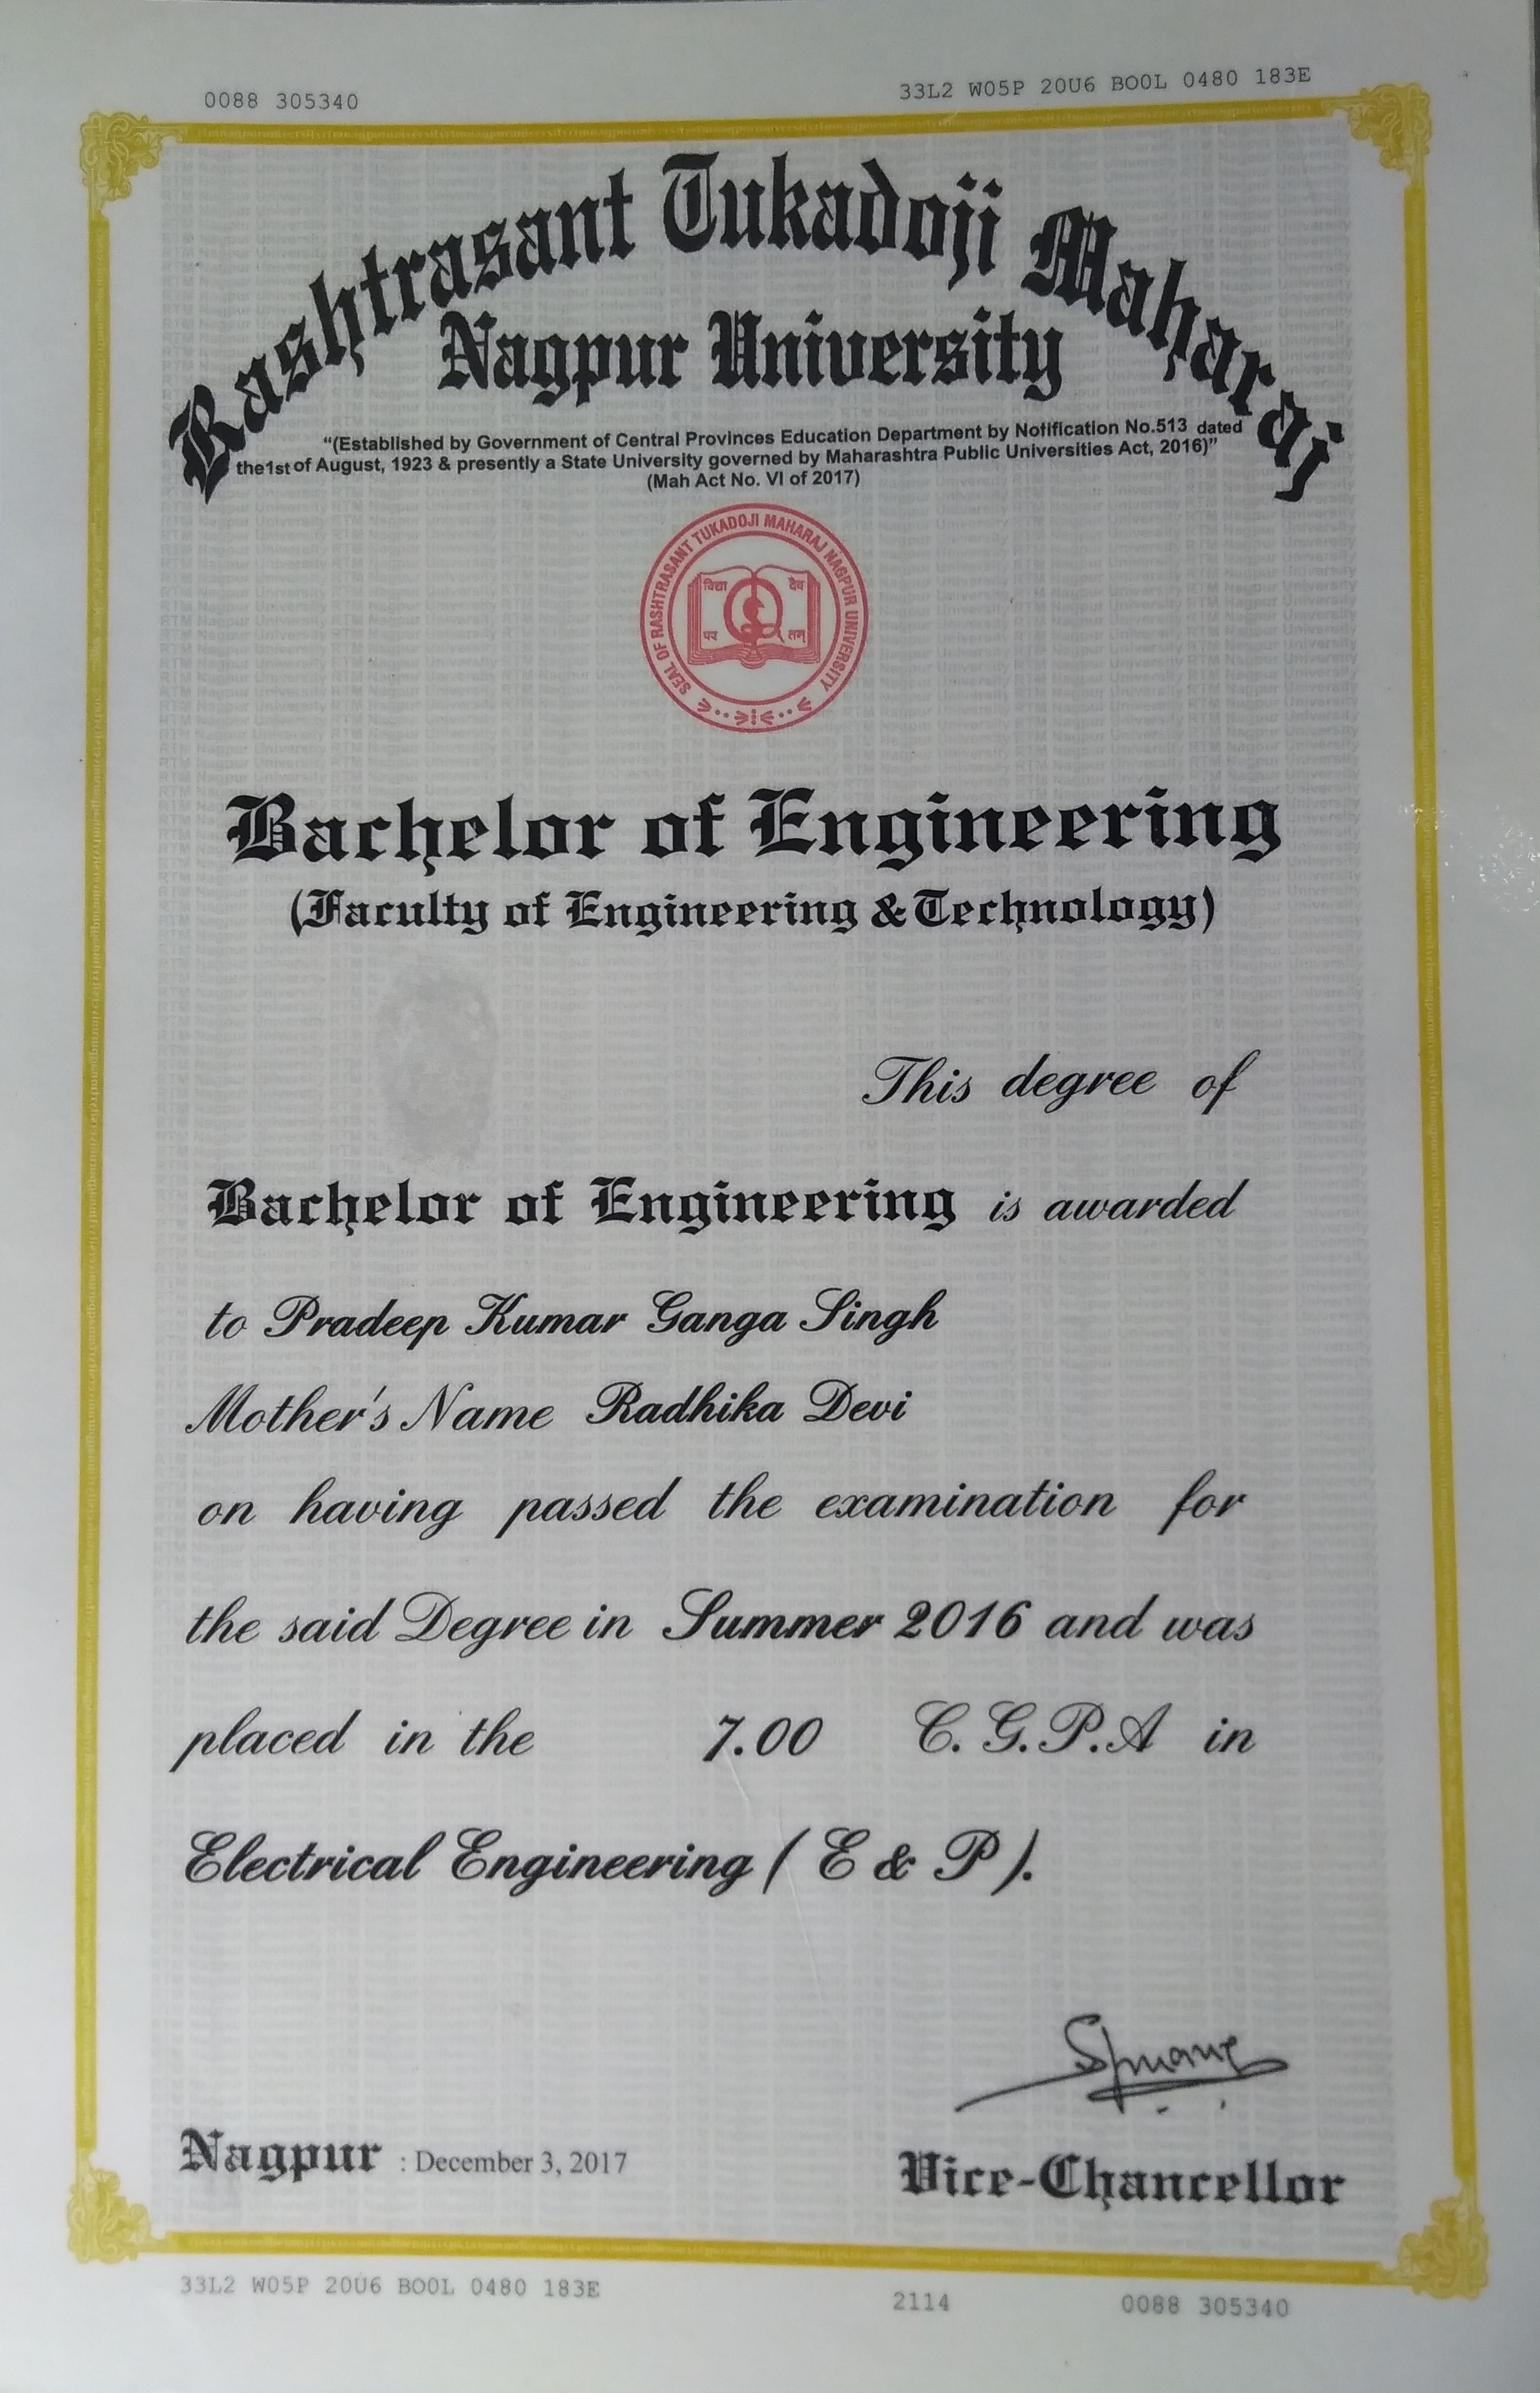 0088 305340
33L2 W05P 20U6 BO0L 0480 183E
Rashtrasant Tukadoji Maharaj
Nagpur University
“(Established by Government of Central Provinces Education Department by Notification No.513 dated
the1st of August, 1923 & presently a State University governed by Maharashtra Public Universities Act, 2016)”
(Mah Act No. VI of 2017)
SEAL OF RASHTRASANT TUKADOJI MAHARAJ NAGPUR UNIVERSITY
विद्या देव
पव तम्
Bachelor of Engineering
(Faculty of Engineering & Technology)
This degree of
Bachelor of Engineering is awarded
to Pradeep Kumar Ganga Singh
Mother's Name Radhika Devi
on having passed the examination for
the said Degree in Summer 2016 and was
placed in the 7.00 C.G.P.A in
Electrical Engineering ( E & P ).
Nagpur : December 3, 2017
Vice-Chancellor
33L2 W05P 20U6 BO0L 0480 183E
2114
0088 305340